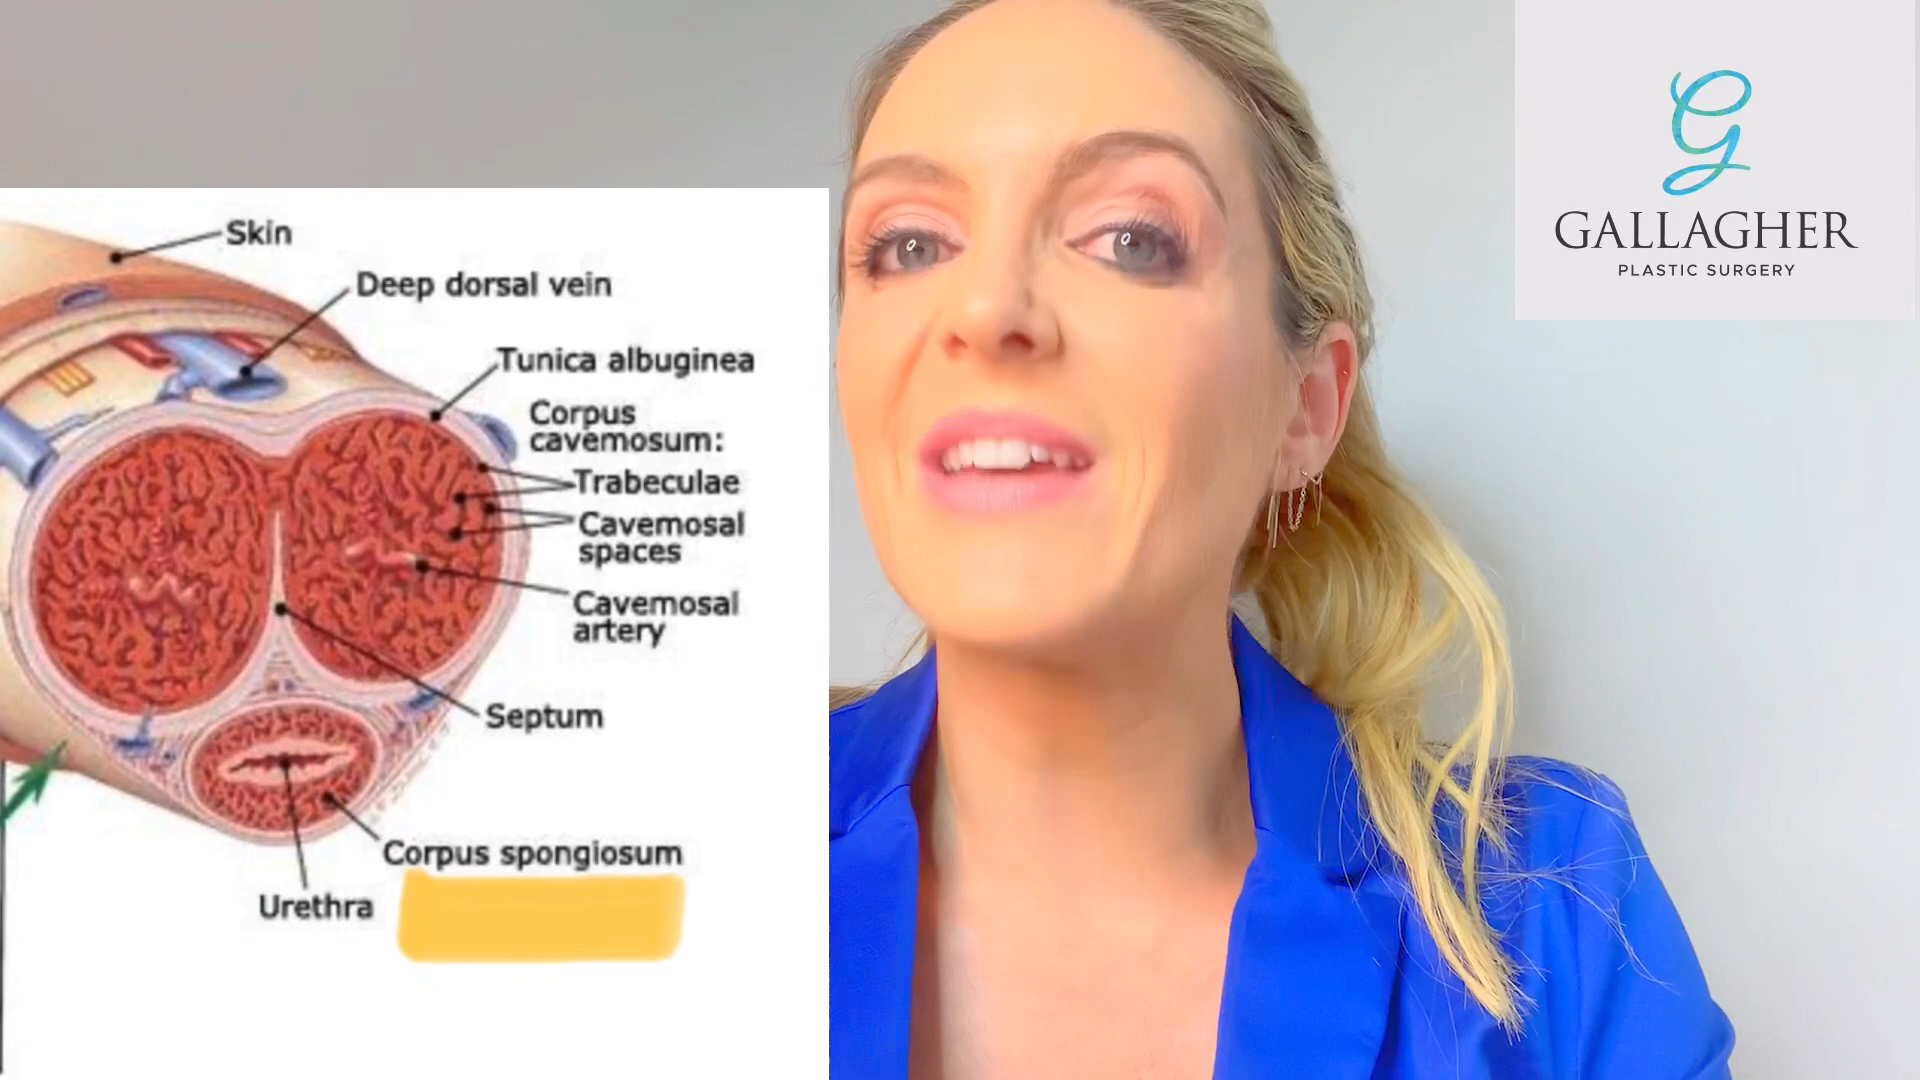 Skin
Deep dorsal vein
Tunica albuginea
Corpus
cavemosum:
Trabeculae
Cavemosal
spaces
Cavemosal
artery
Septum
Corpus spongiosum
Urethra
G
GALLAGHER
PLASTIC SURGERY